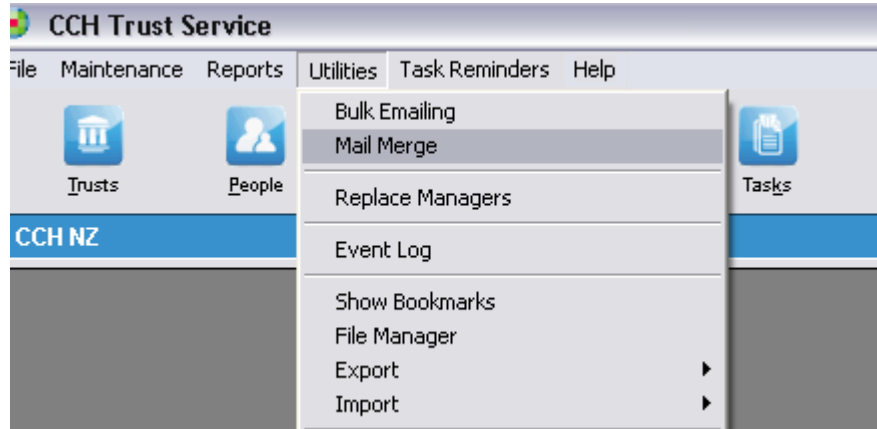 CCH Trust Service
File Maintenance Reports Utilities Task Reminders Help
Bulk Emailing
Mail Merge
Trusts People Tasks
Replace Managers
CCH NZ
Event Log
Show Bookmarks
File Manager
Export
Import